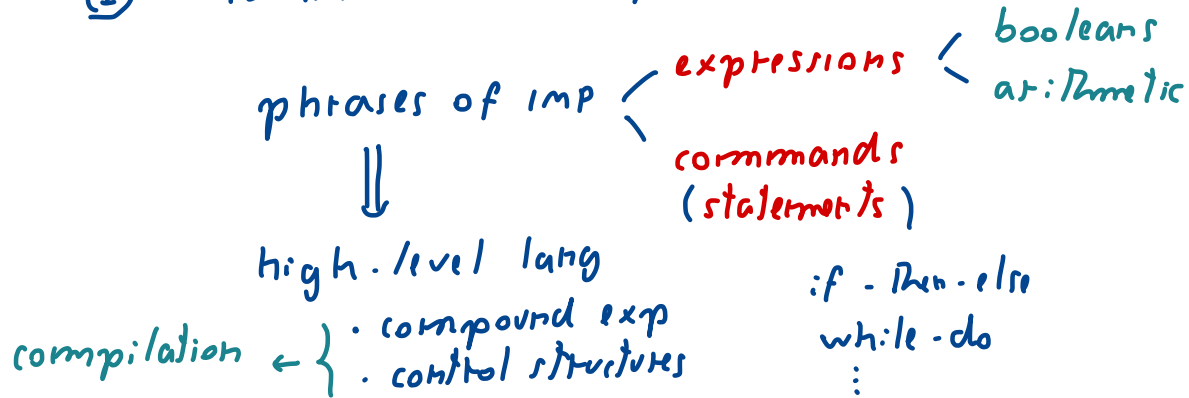 booleans
expressions
arithmetic
phrases of IMP
commands
(statements)
high-level lang
if-then-else
• compound exp
while-do
compilation ← { • control structures
⋮